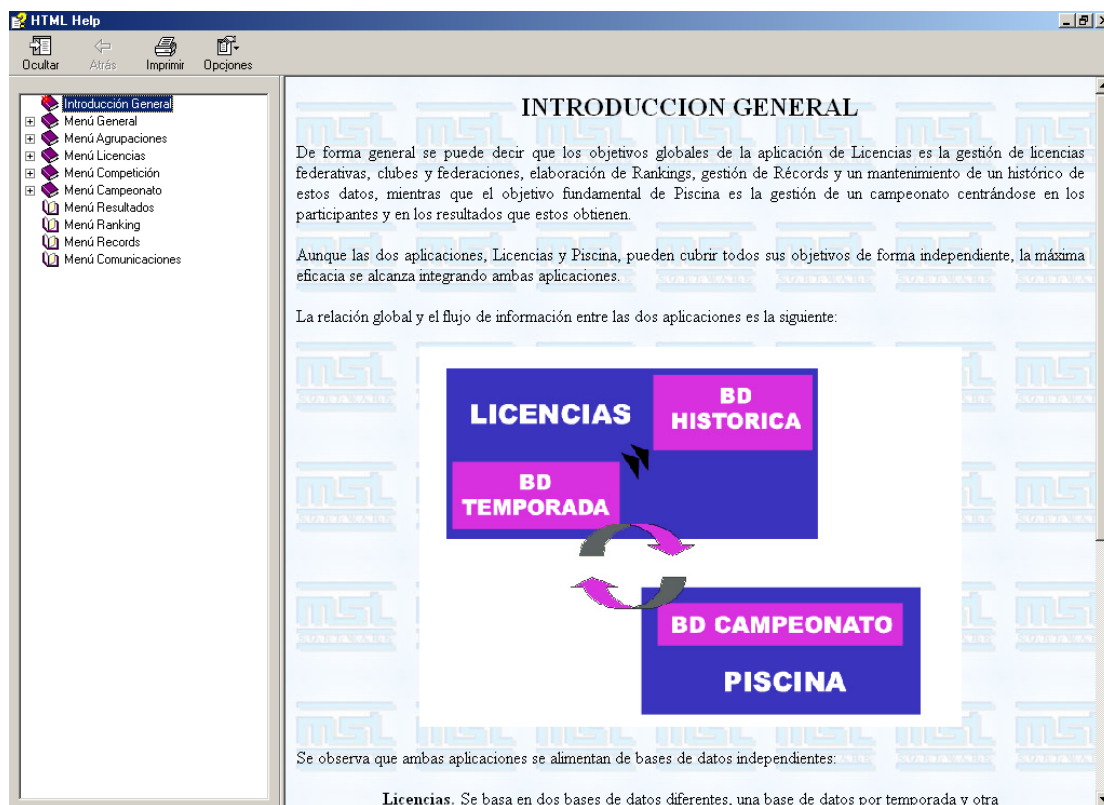 HTML Help
Ocultar Atrás Imprimir Opciones
Introducción General
Menú General
Menú Agrupaciones
Menú Licencias
Menú Competición
Menú Campeonato
Menú Resultados
Menú Ranking
Menú Records
Menú Comunicaciones
INTRODUCCION GENERAL
De forma general se puede decir que los objetivos globales de la aplicación de Licencias es la gestión de licencias
federativas, clubes y federaciones, elaboración de Rankings, gestión de Récords y un mantenimiento de un histórico de
estos datos, mientras que el objetivo fundamental de Piscina es la gestión de un campeonato centrándose en los
participantes y en los resultados que estos obtienen.
Aunque las dos aplicaciones, Licencias y Piscina, pueden cubrir todos sus objetivos de forma independiente, la máxima
eficacia se alcanza integrando ambas aplicaciones.
La relación global y el flujo de información entre las dos aplicaciones es la siguiente:
LICENCIAS
BD
HISTORICA
BD
TEMPORADA
BD CAMPEONATO
PISCINA
Se observa que ambas aplicaciones se alimentan de bases de datos independientes:
Licencias. Se basa en dos bases de datos diferentes, una base de datos por temporada y otra